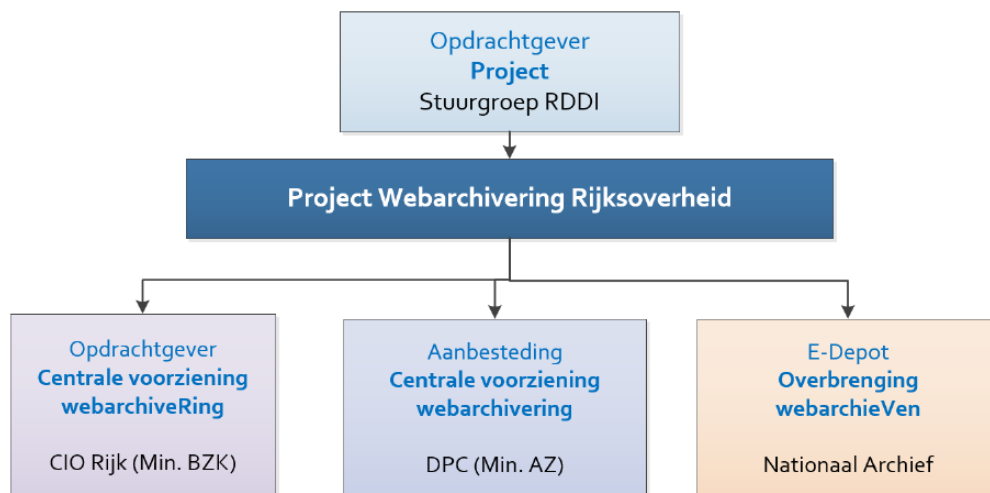 Opdrachtgever
Project
Stuurgroep RDDI
Project Webarchivering Rijksoverheid
Opdrachtgever
Centrale voorziening
webarchiveRing
CIO Rijk (Min. BZK)
Aanbesteding
Centrale voorziening
webarchivering
DPC (Min. AZ)
E-Depot
Overbrenging
webarchieVen
Nationaal Archief